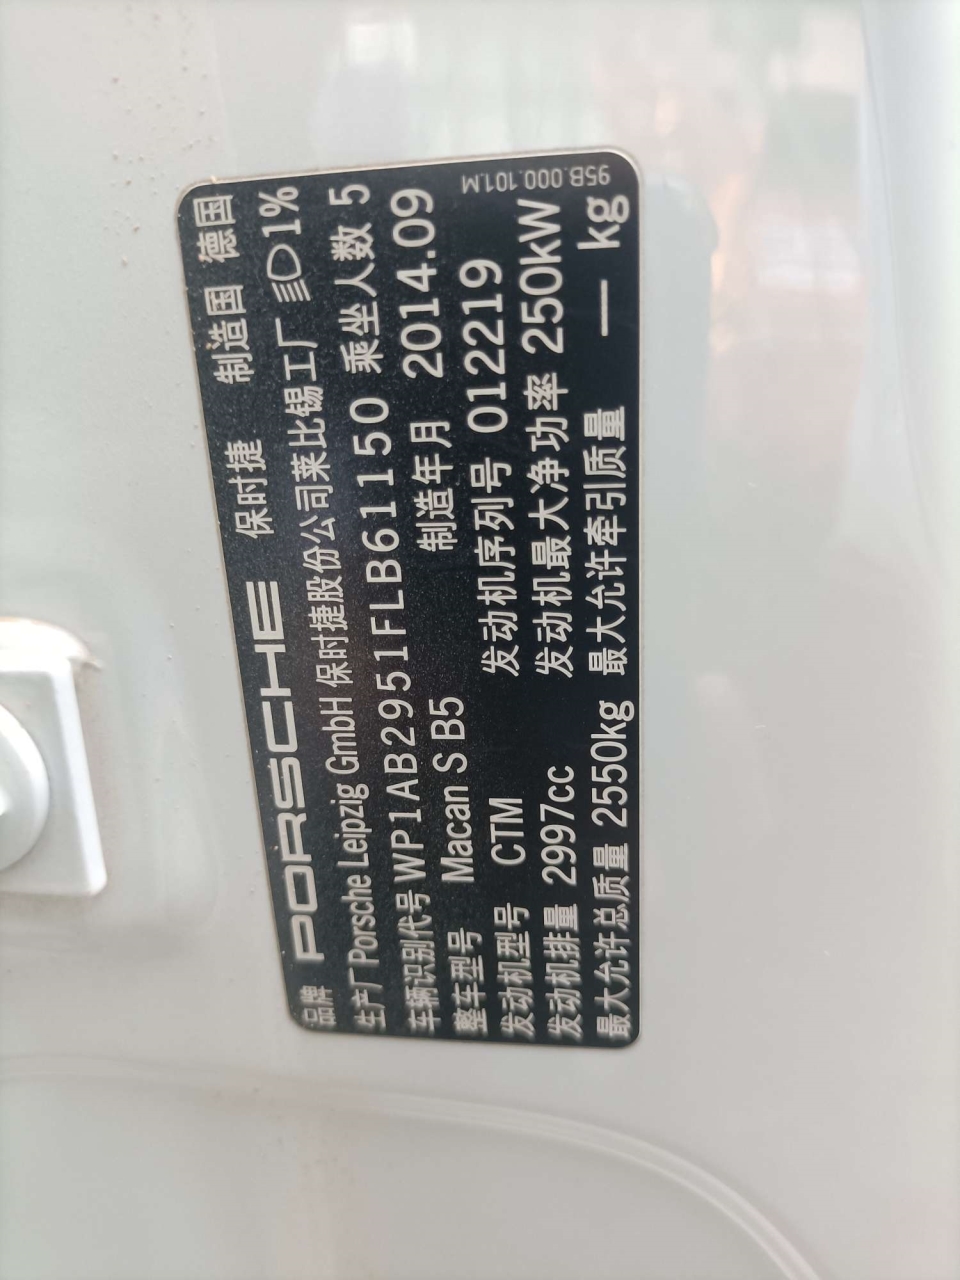 品牌 PORSCHE 保时捷 制造国 德国
生产厂 Porsche Leipzig GmbH 保时捷股份公司莱比锡工厂 1%
车辆识别代号 WP1AB2951FLB61150 乘坐人数 5
整车型号 Macan S B5 制造年月 2014.09
发动机型号 CTM 发动机序列号 012219
发动机排量 2997cc 发动机最大净功率 250kW
最大允许总质量 2550kg 最大允许牵引质量 — kg
95B.000.101.M